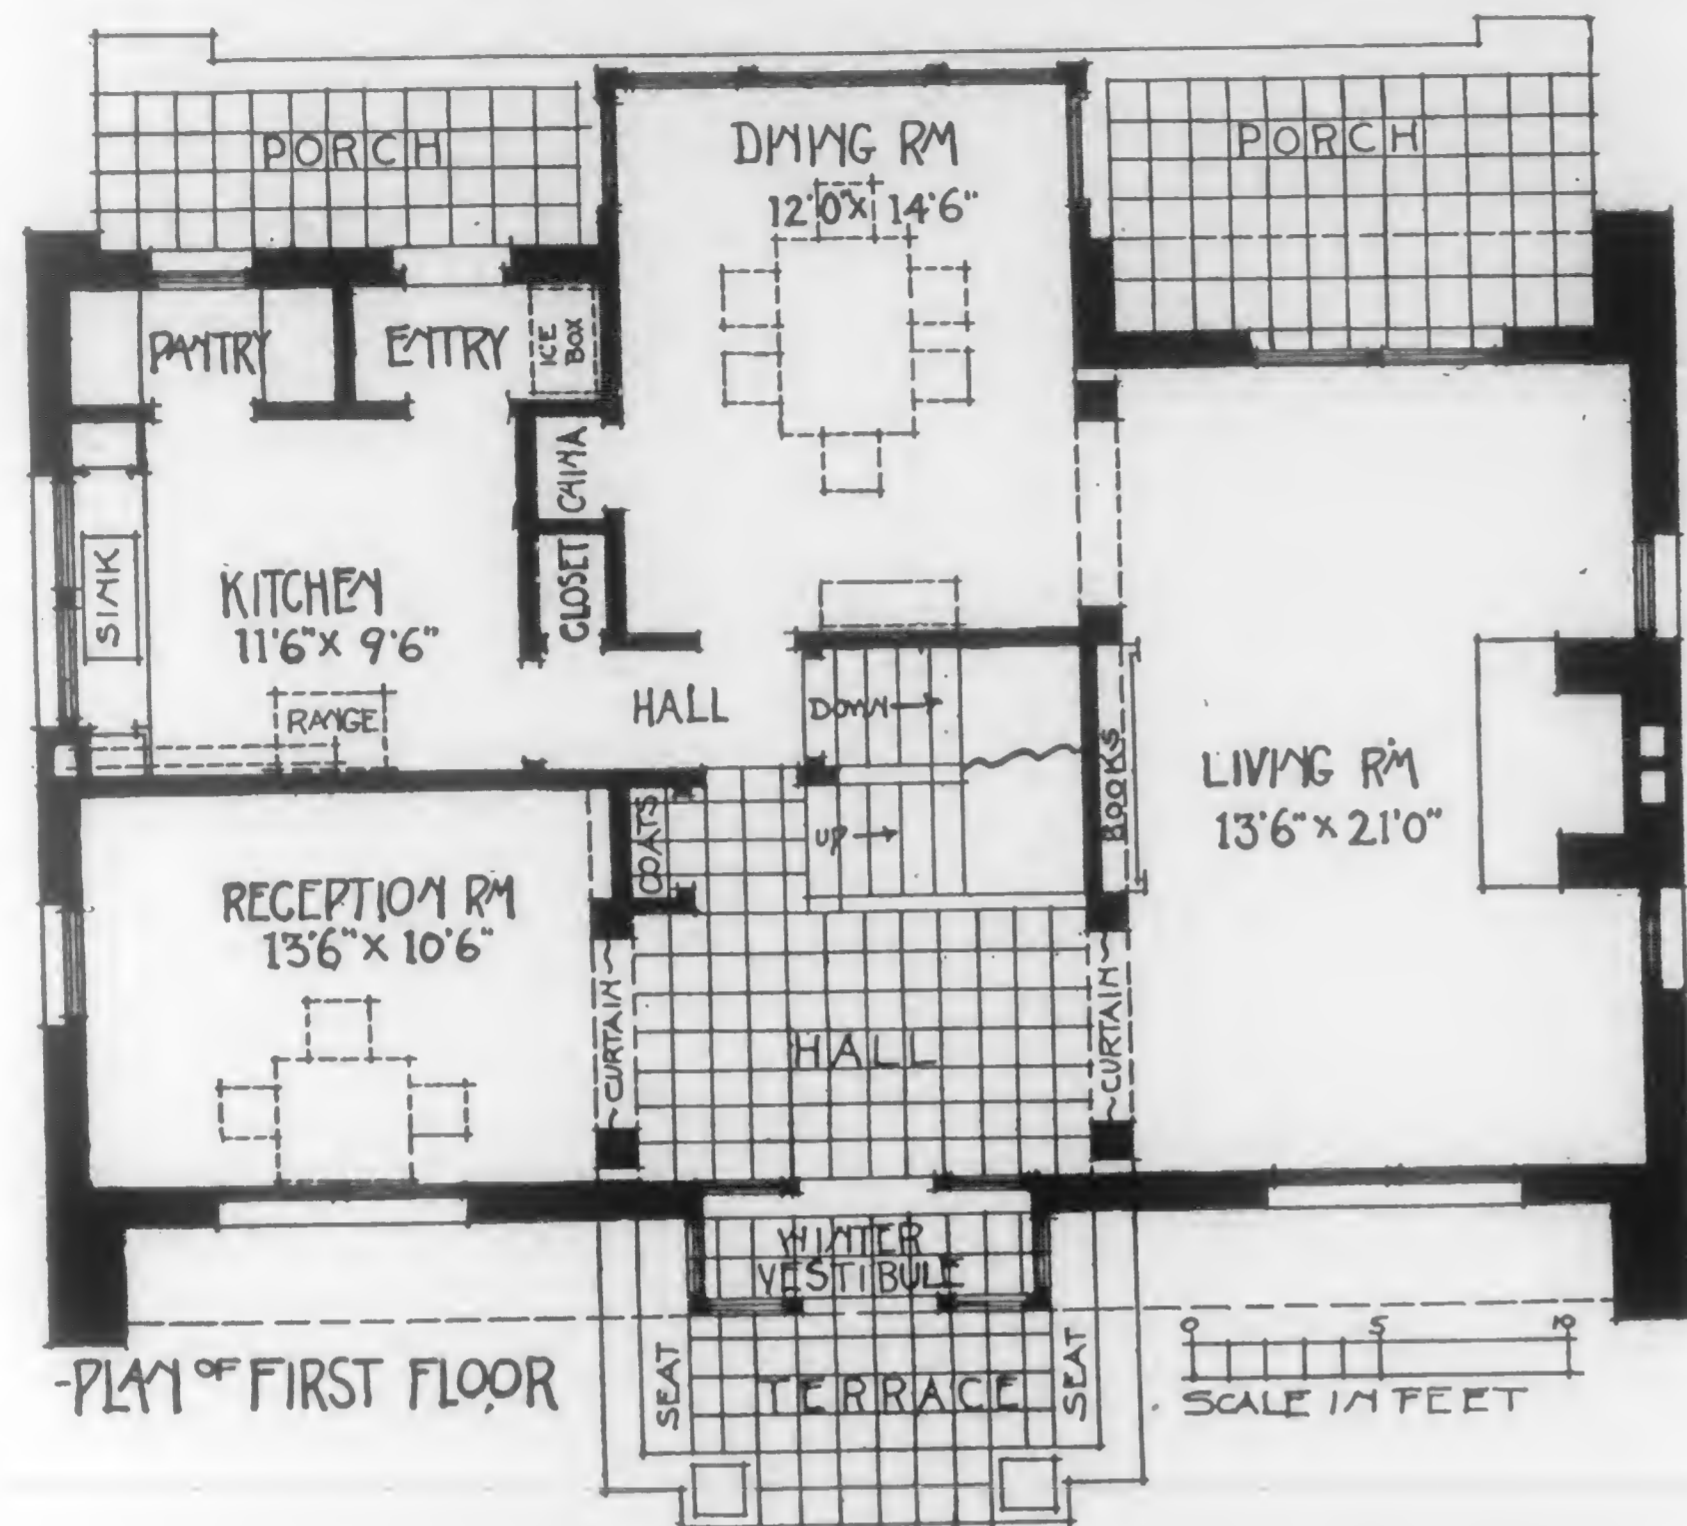 PORCH
DINING RM
12'0" x 14'6"
PORCH
PANTRY
ENTRY
ICE
BOX
CHINA
CLOSET
SINK
KITCHEN
11'6" x 9'6"
RANGE
HALL
DOWN
UP
BOOKS
LIVING RM
13'6" x 21'0"
COATS
RECEPTION RM
13'6" x 10'6"
~CURTAIN~
HALL
~CURTAIN~
WINTER
VESTIBULE
SEAT
TERRACE
SEAT
-PLAN OF FIRST FLOOR
0 5 10
SCALE IN FEET